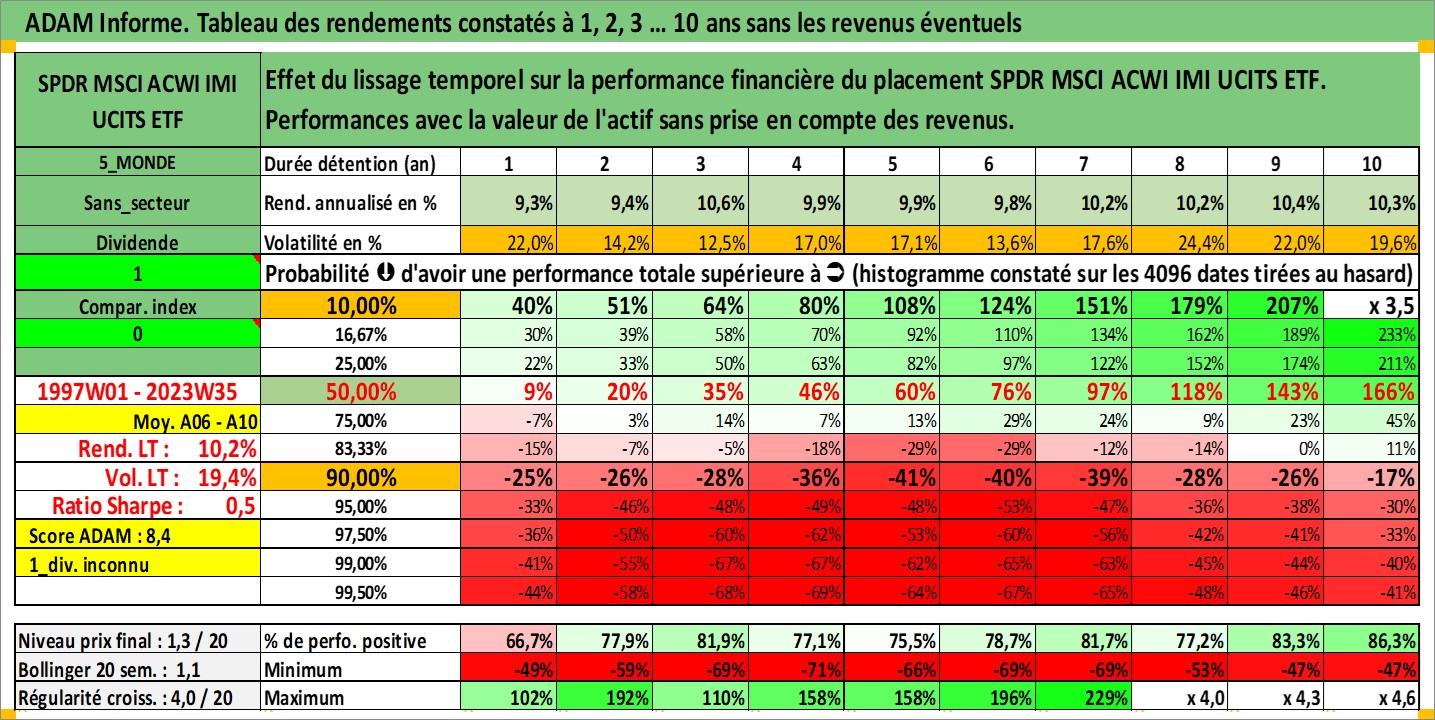 ADAM Informe. Tableau des rendements constatés à 1, 2, 3 ... 10 ans sans les revenus éventuels
SPDR MSCI ACWI IMI UCITS ETF
Effet du lissage temporel sur la performance financière du placement SPDR MSCI ACWI IMI UCITS ETF.
Performances avec la valeur de l'actif sans prise en compte des revenus.
5_MONDE Durée détention (an) 1 2 3 4 5 6 7 8 9 10
Sans_secteur Rend. annualisé en % 9,3% 9,4% 10,6% 9,9% 9,9% 9,8% 10,2% 10,2% 10,4% 10,3%
Dividende Volatilité en % 22,0% 14,2% 12,5% 17,0% 17,1% 13,6% 17,6% 24,4% 22,0% 19,6%
1 Probabilité ⬇ d'avoir une performance totale supérieure à ➲ (histogramme constaté sur les 4096 dates tirées au hasard)
Compar. index 10,00% 40% 51% 64% 80% 108% 124% 151% 179% 207% x 3,5
0 16,67% 30% 39% 58% 70% 92% 110% 134% 162% 189% 233%
25,00% 22% 33% 50% 63% 82% 97% 122% 152% 174% 211%
1997W01 - 2023W35 50,00% 9% 20% 35% 46% 60% 76% 97% 118% 143% 166%
Moy. A06 - A10 75,00% -7% 3% 14% 7% 13% 29% 24% 9% 23% 45%
Rend. LT : 10,2% 83,33% -15% -7% -5% -18% -29% -29% -12% -14% 0% 11%
Vol. LT : 19,4% 90,00% -25% -26% -28% -36% -41% -40% -39% -28% -26% -17%
Ratio Sharpe : 0,5 95,00% -33% -46% -48% -49% -48% -53% -47% -36% -38% -30%
Score ADAM : 8,4 97,50% -36% -50% -60% -62% -53% -60% -56% -42% -41% -33%
1_div. inconnu 99,00% -41% -55% -67% -67% -62% -65% -63% -45% -44% -40%
99,50% -44% -58% -68% -69% -64% -67% -65% -48% -46% -41%
Niveau prix final : 1,3 / 20 % de perfo. positive 66,7% 77,9% 81,9% 77,1% 75,5% 78,7% 81,7% 77,2% 83,3% 86,3%
Bollinger 20 sem. : 1,1 Minimum -49% -59% -69% -71% -66% -69% -69% -53% -47% -47%
Régularité croiss. : 4,0 / 20 Maximum 102% 192% 110% 158% 158% 196% 229% x 4,0 x 4,3 x 4,6